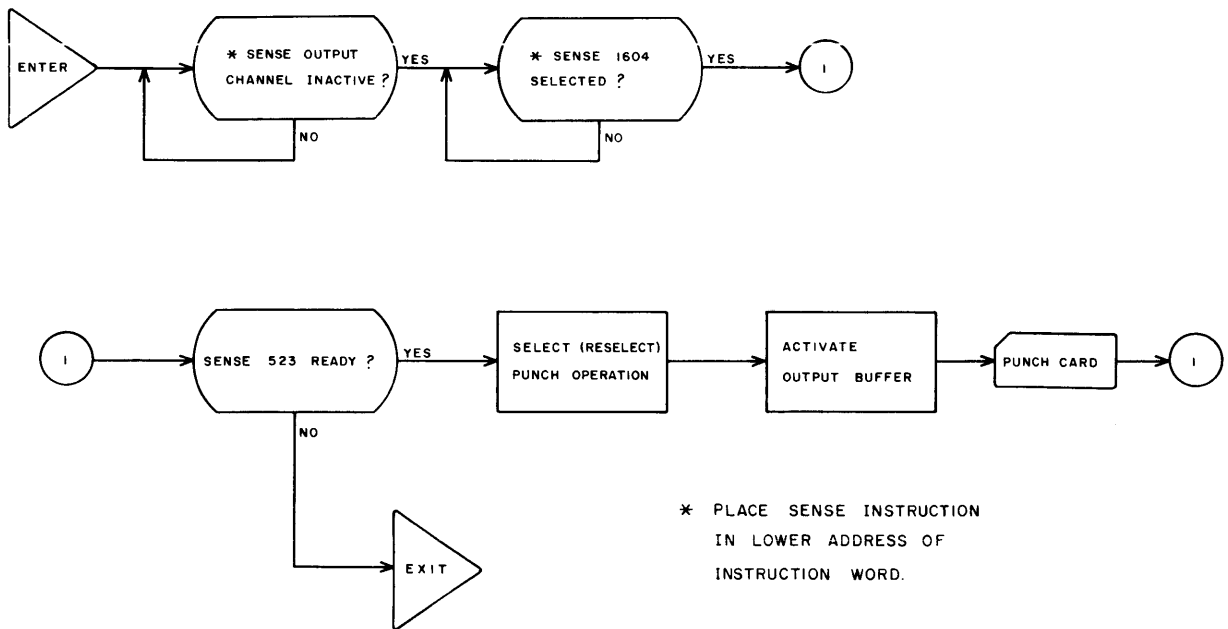 ENTER
* SENSE OUTPUT
CHANNEL INACTIVE ?
YES
NO
* SENSE 1604
SELECTED ?
YES
NO
1
1
SENSE 523 READY ?
YES
NO
SELECT (RESELECT)
PUNCH OPERATION
ACTIVATE
OUTPUT BUFFER
PUNCH CARD
1
EXIT
* PLACE SENSE INSTRUCTION
IN LOWER ADDRESS OF
INSTRUCTION WORD.